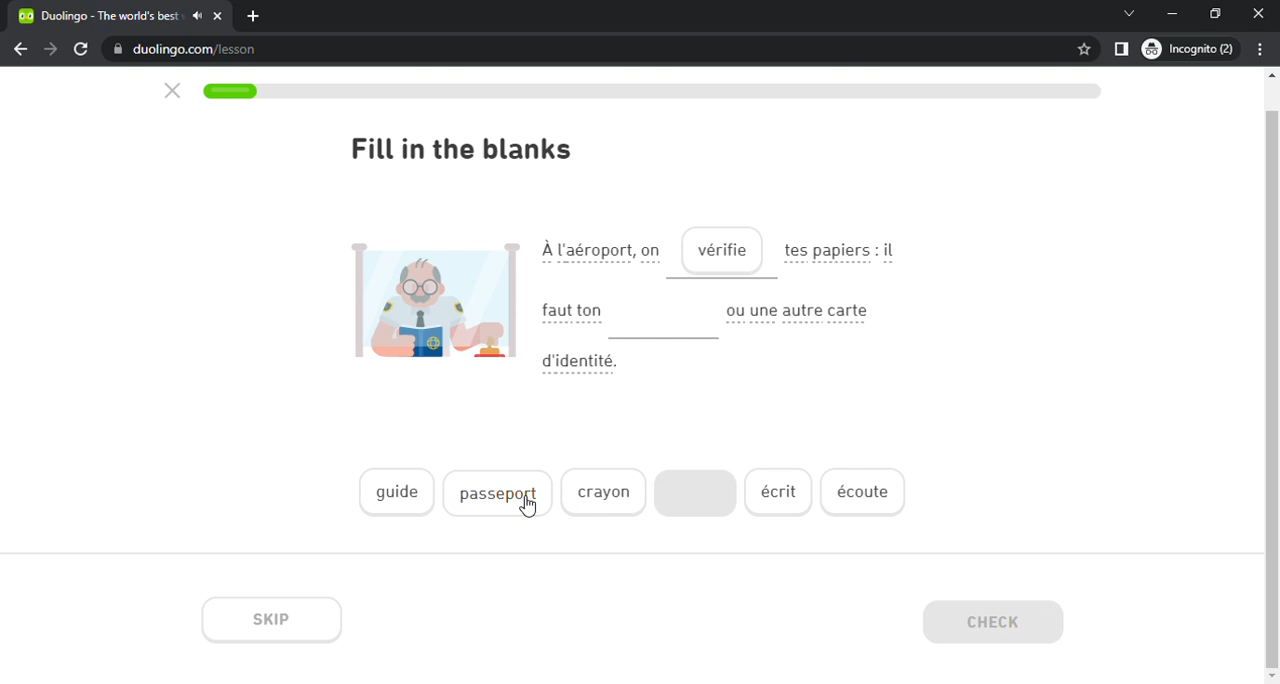 Duolingo - The world's best
duolingo.com/lesson
Incognito (2)
Fill in the blanks
À l'aéroport, on vérifie tes papiers : il
faut ton ou une autre carte
d'identité.
guide passeport crayon écrit écoute
SKIP CHECK